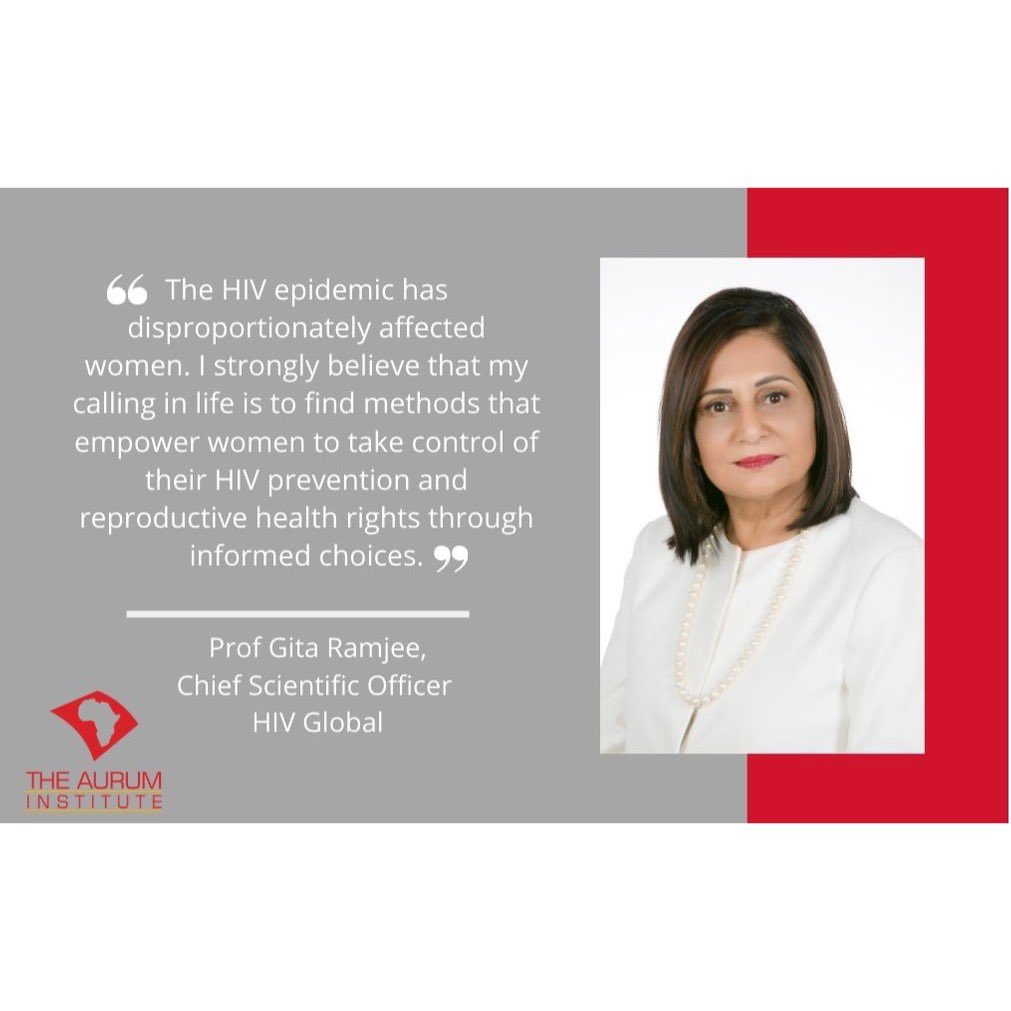 “ The HIV epidemic has
disproportionately affected
women. I strongly believe that my
calling in life is to find methods that
empower women to take control of
their HIV prevention and
reproductive health rights through
informed choices. ”
Prof Gita Ramjee,
Chief Scientific Officer
HIV Global
THE AURUM
INSTITUTE